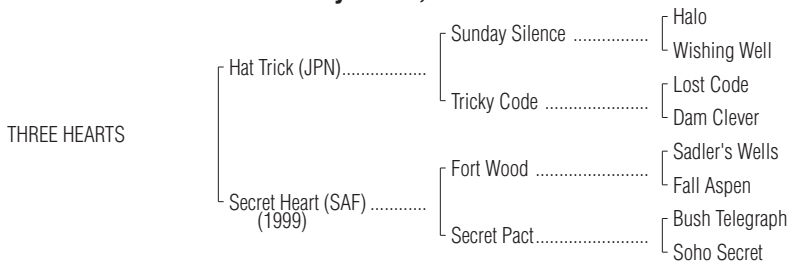 Halo
Sunday Silence ................
Wishing Well
Hat Trick (JPN)..................
Lost Code
Tricky Code ......................
Dam Clever
THREE HEARTS
Sadler's Wells
Fort Wood ........................
Fall Aspen
Secret Heart (SAF) ............
(1999)
Bush Telegraph
Secret Pact........................
Soho Secret